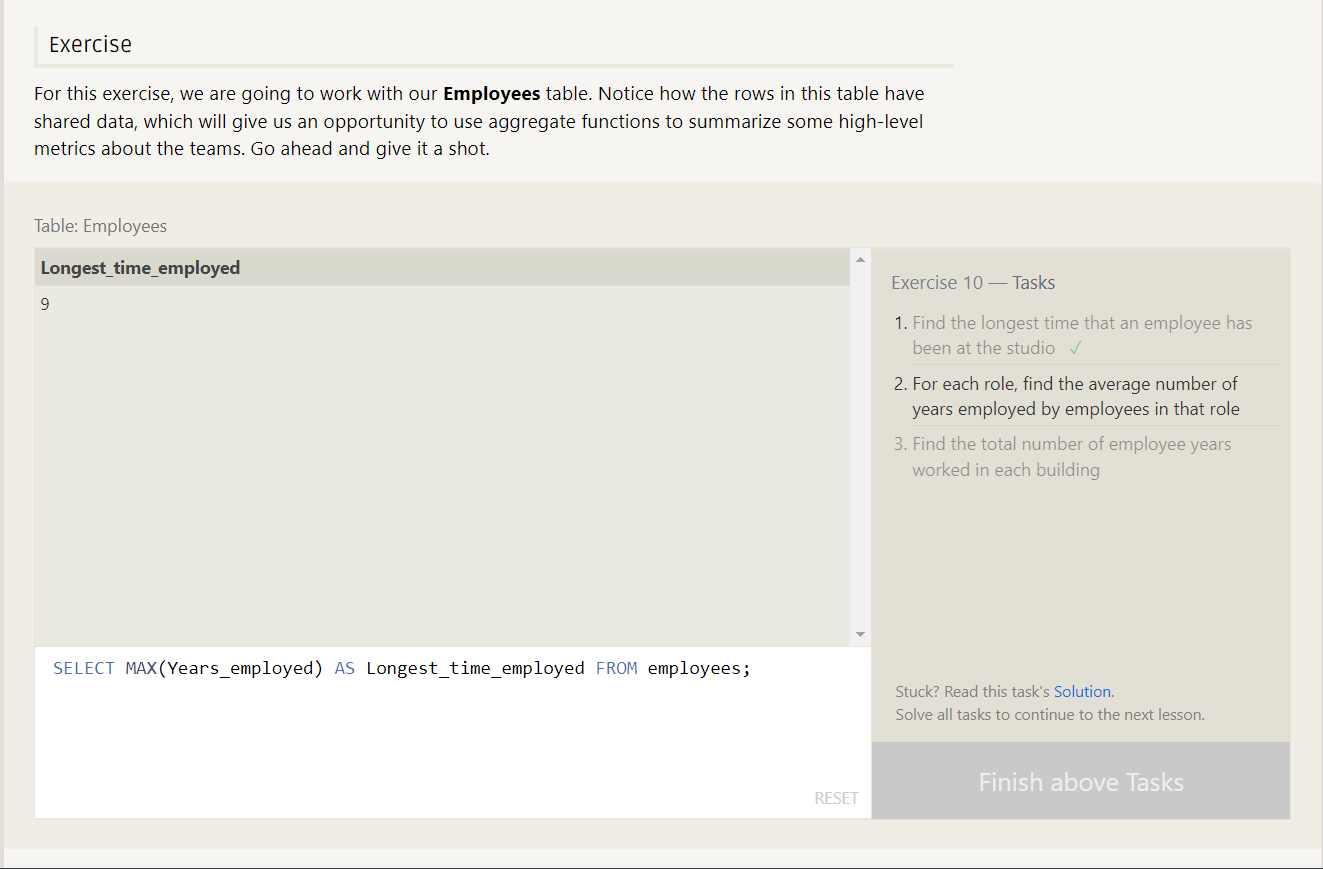 Exercise
For this exercise, we are going to work with our Employees table. Notice how the rows in this table have
shared data, which will give us an opportunity to use aggregate functions to summarize some high-level
metrics about the teams. Go ahead and give it a shot.
Table: Employees
Longest_time_employed
9
SELECT MAX(Years_employed) AS Longest_time_employed FROM employees;
RESET
Exercise 10 — Tasks
1. Find the longest time that an employee has
been at the studio ✓
2. For each role, find the average number of
years employed by employees in that role
3. Find the total number of employee years
worked in each building
Stuck? Read this task's Solution.
Solve all tasks to continue to the next lesson.
Finish above Tasks